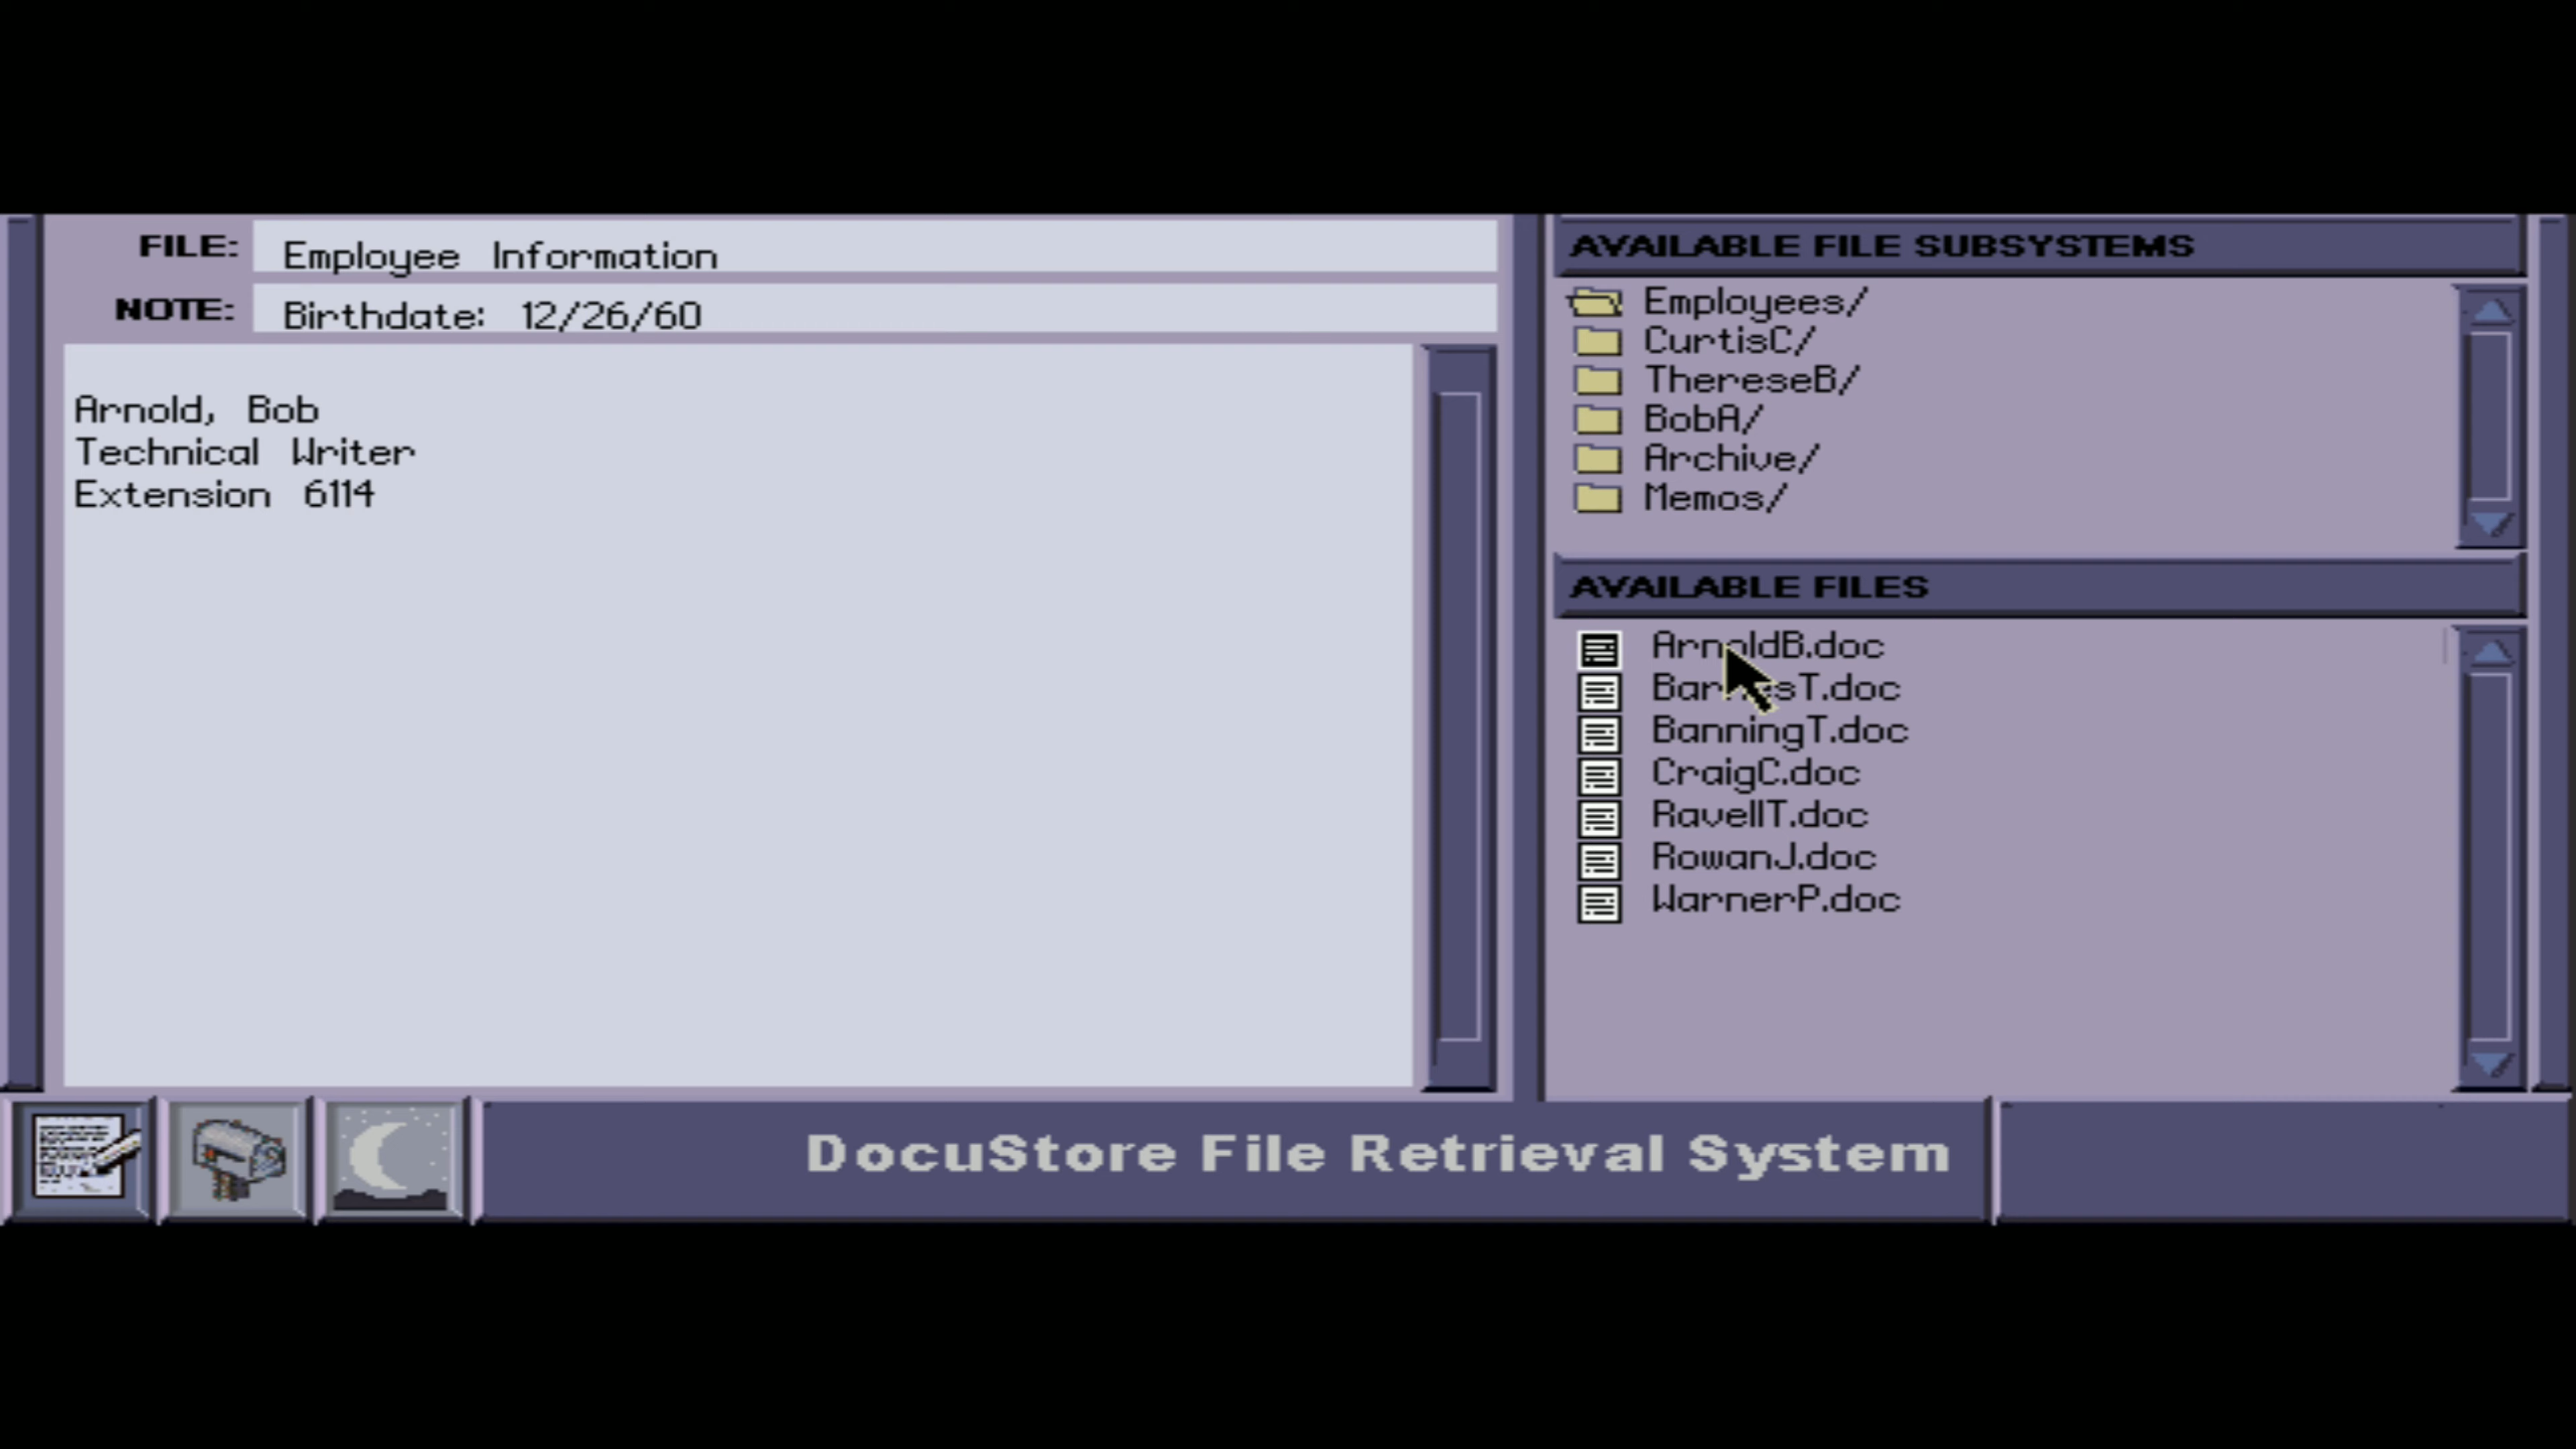 FILE: Employee Information
NOTE: Birthdate: 12/26/60
Arnold, Bob
Technical Writer
Extension 6114
AVAILABLE FILE SUBSYSTEMS
Employees/
CurtisC/
ThereseB/
BobA/
Archive/
Memos/
AVAILABLE FILES
ArnoldB.doc
BanningT.doc
CraigC.doc
RavellT.doc
RowanJ.doc
WarnerP.doc
DocuStore File Retrieval System